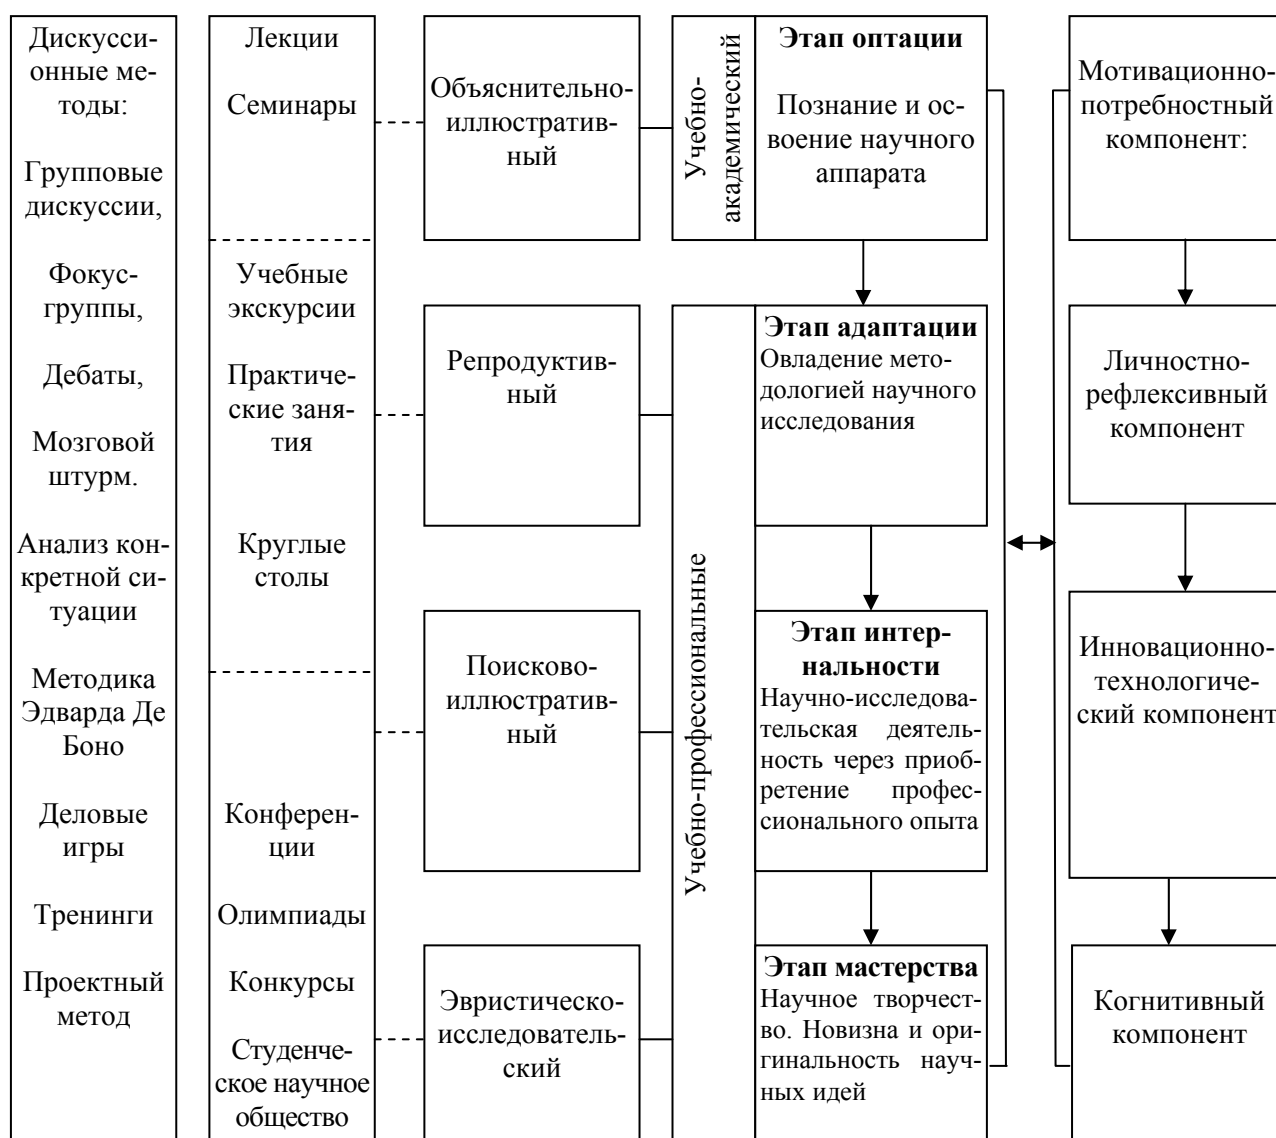 Дискусси-
онные ме-
тоды:
Групповые
дискуссии,
Фокус-
группы,
Дебаты,
Мозговой
штурм.
Анализ кон-
кретной си-
туации
Методика
Эдварда Де
Боно
Деловые
игры
Тренинги
Проектный
метод
Лекции
Семинары
Учебные
экскурсии
Практиче-
ские заня-
тия
Круглые
столы
Конферен-
ции
Олимпиады
Конкурсы
Студенче-
ское научное
общество
Объяснительно-
иллюстратив-
ный
Репродуктив-
ный
Поисково-
иллюстратив-
ный
Эвристическо-
исследователь-
ский
Учебно-
академический
Учебно-профессиональные
Этап оптации
Познание и ос-
воение научного
аппарата
Этап адаптации
Овладение мето-
дологией научного
исследования
Этап интер-
нальности
Научно-исследова-
тельская деятель-
ность через приоб-
ретение профес-
сионального опыта
Этап мастерства
Научное творчест-
во. Новизна и ори-
гинальность науч-
ных идей
Мотивационно-
потребностный
компонент:
Личностно-
рефлексивный
компонент
Инновационно-
технологиче-
ский компонент
Когнитивный
компонент